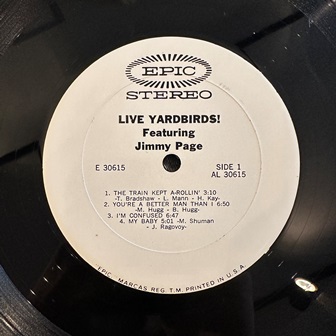 EPIC
STEREO
LIVE YARDBIRDS!
Featuring
Jimmy Page
E 30615
SIDE 1
AL 30615
1. THE TRAIN KEPT A-ROLLIN' 3:10
-T. Bradshaw - L. Mann - H. Kay-
2. YOU'RE A BETTER MAN THAN I 6:50
-M. Hugg - B. Hugg-
3. I'M CONFUSED 6:47
4. MY BABY 5:01 -M. Shuman
- J. Ragovoy-
EPIC, MARCAS REG. T.M. PRINTED IN U.S.A.